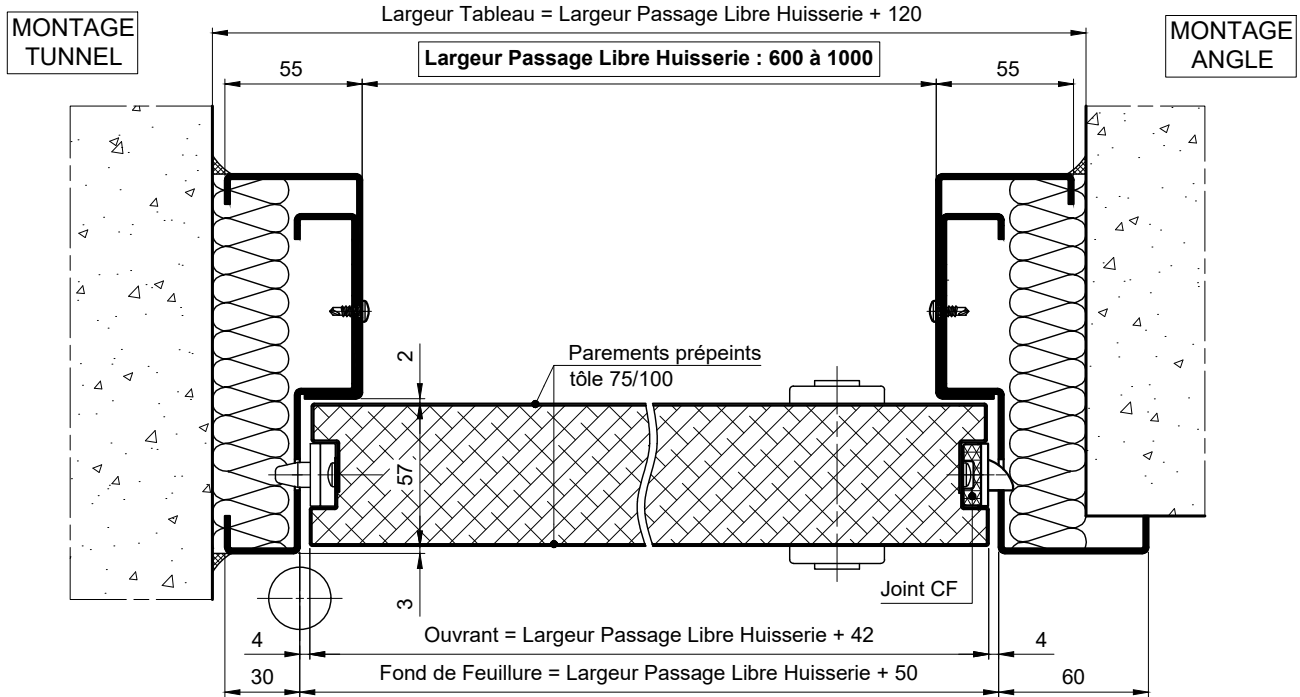 Largeur Tableau = Largeur Passage Libre Huisserie + 120
MONTAGE
TUNNEL
MONTAGE
ANGLE
Largeur Passage Libre Huisserie : 600 à 1000
55
55
2
Parements prépeints
tôle 75/100
57
3
Joint CF
4
Ouvrant = Largeur Passage Libre Huisserie + 42
4
30
Fond de Feuillure = Largeur Passage Libre Huisserie + 50
60